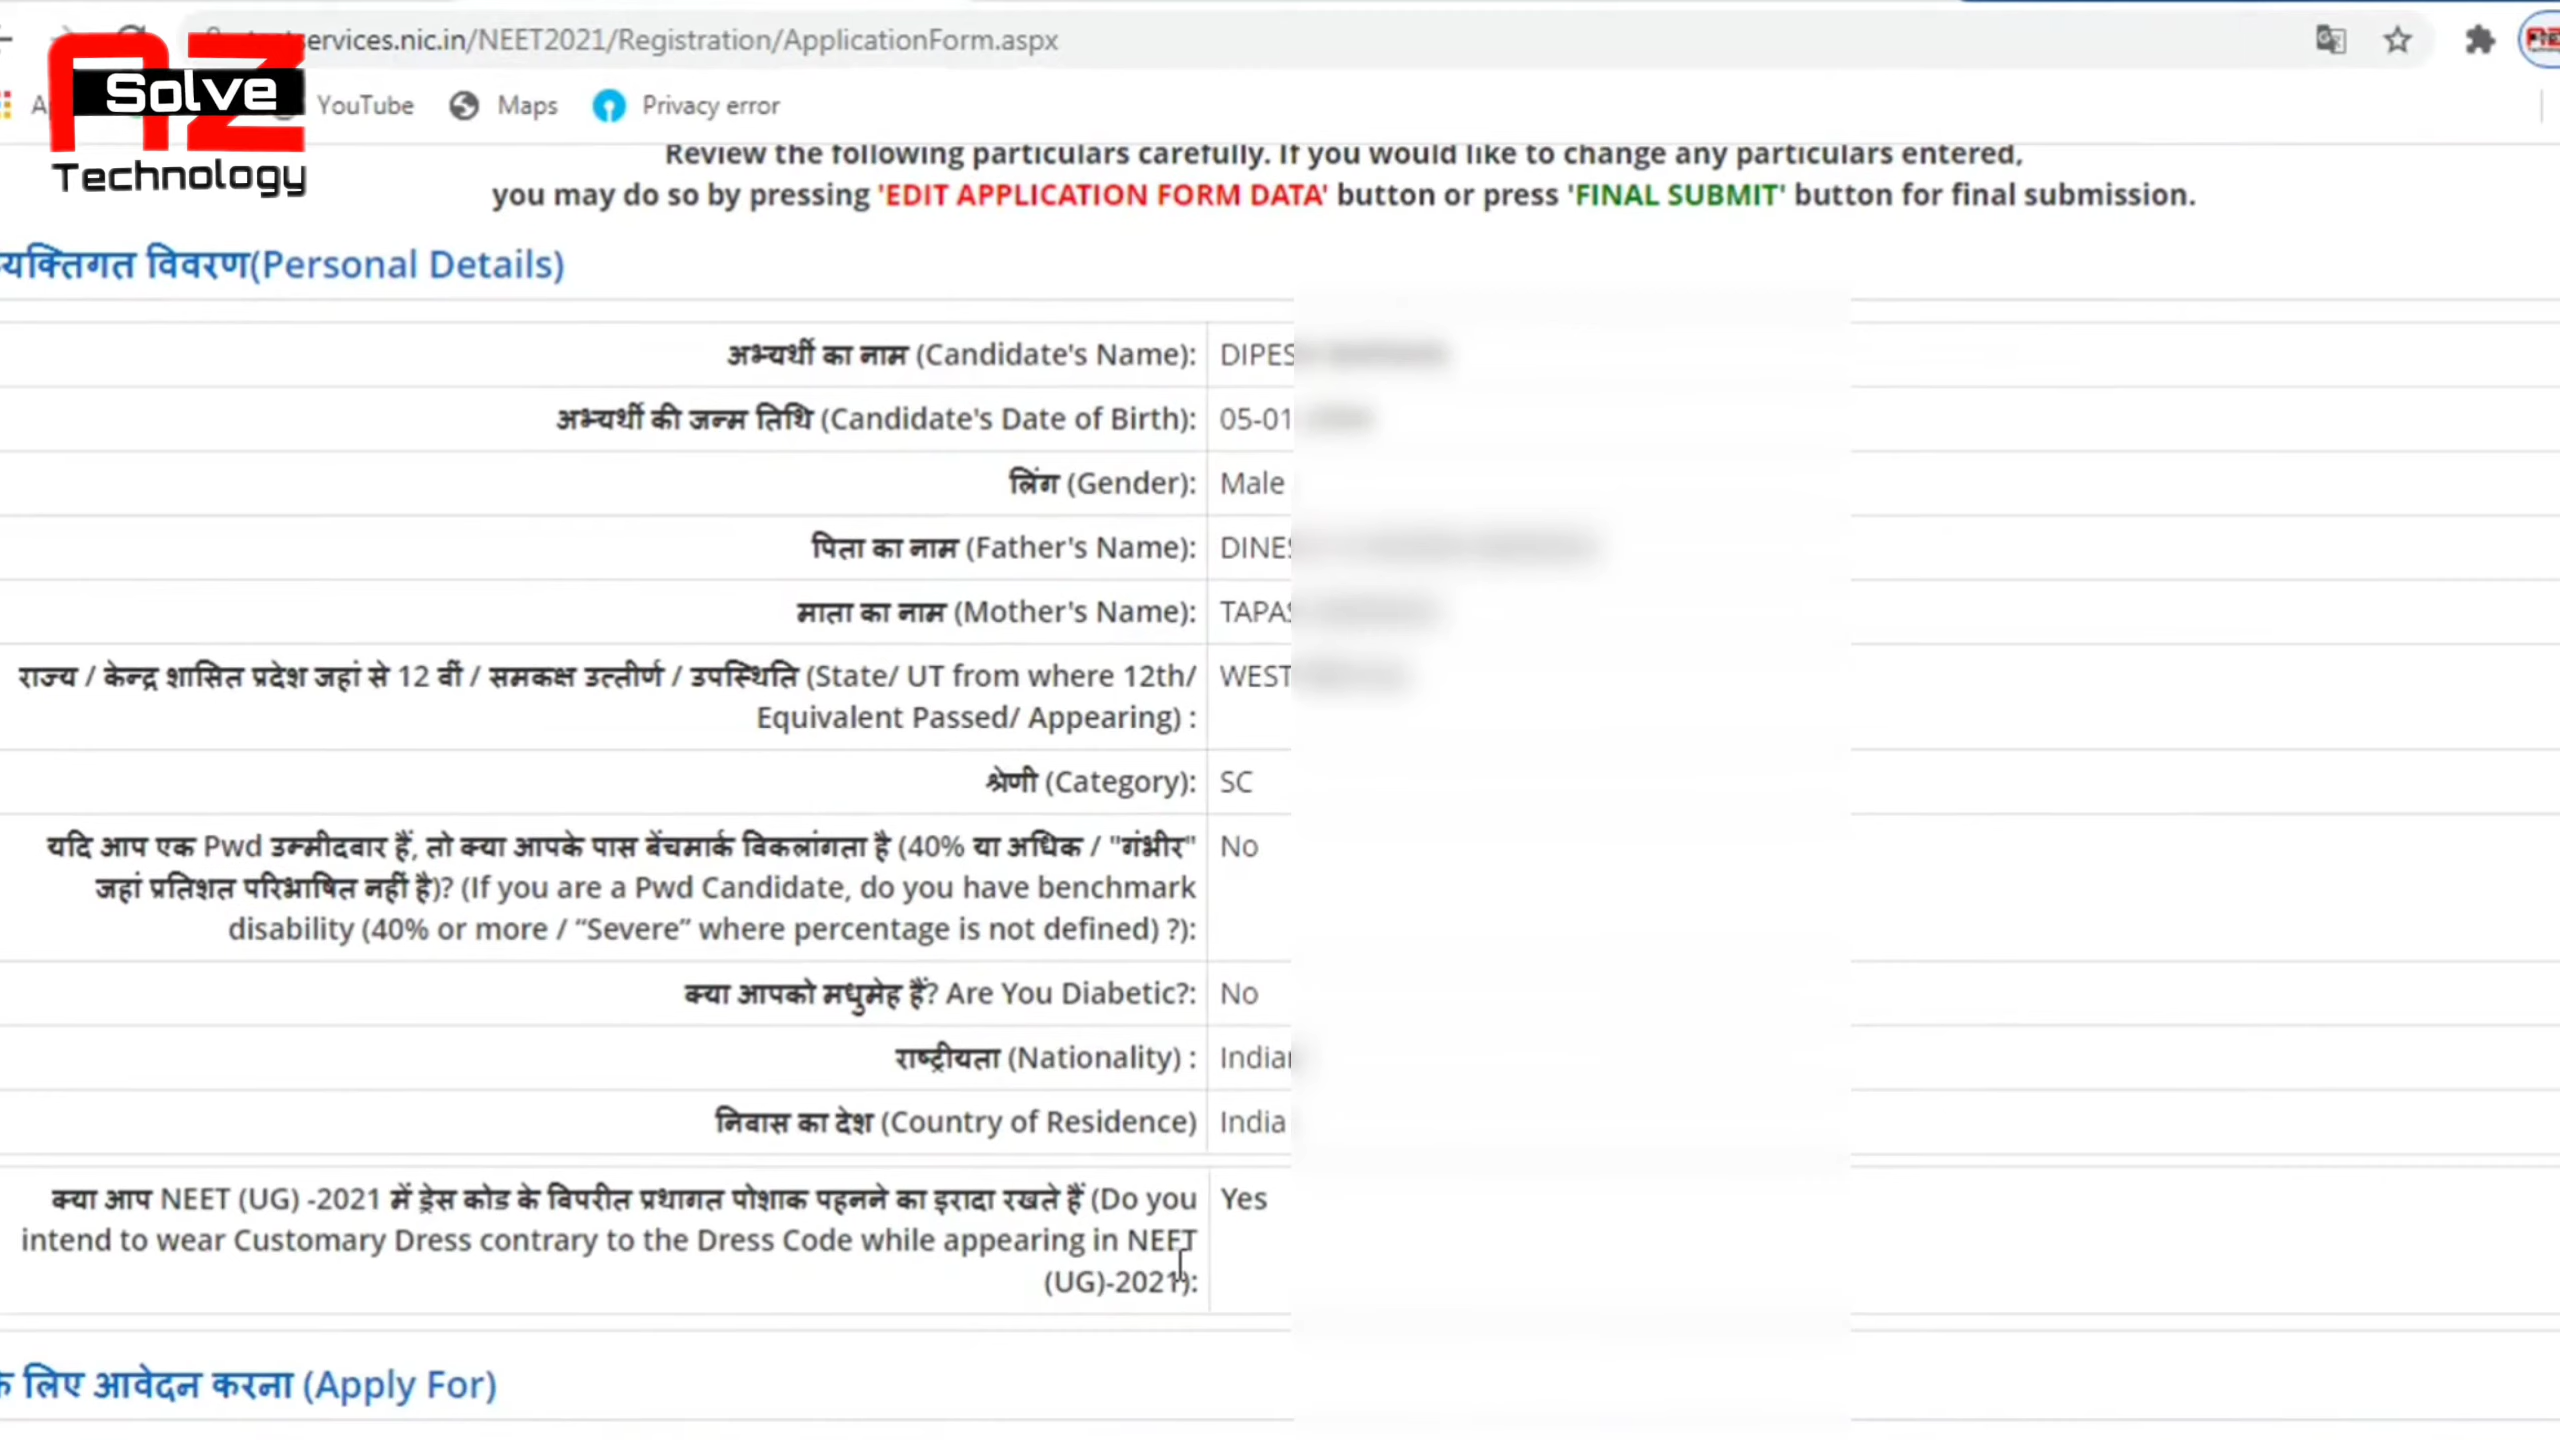 services.nic.in/NEET2021/Registration/ApplicationForm.aspx
AZ
Solve
Technology
YouTube
Maps
Privacy error
Review the following particulars carefully. If you would like to change any particulars entered,
you may do so by pressing 'EDIT APPLICATION FORM DATA' button or press 'FINAL SUBMIT' button for final submission.
व्यक्तिगत विवरण(Personal Details)
अभ्यर्थी का नाम (Candidate's Name): DIPES
अभ्यर्थी की जन्म तिथि (Candidate's Date of Birth): 05-01
लिंग (Gender): Male
पिता का नाम (Father's Name): DINES
माता का नाम (Mother's Name): TAPAS
राज्य / केन्द्र शासित प्रदेश जहां से 12 वीं / समकक्ष उत्तीर्ण / उपस्थिति (State/ UT from where 12th/ WEST
Equivalent Passed/ Appearing) :
श्रेणी (Category): SC
यदि आप एक Pwd उम्मीदवार हैं, तो क्या आपके पास बेंचमार्क विकलांगता है (40% या अधिक / "गंभीर" No
जहां प्रतिशत परिभाषित नहीं है)? (If you are a Pwd Candidate, do you have benchmark
disability (40% or more / “Severe” where percentage is not defined) ?):
क्या आपको मधुमेह हैं? Are You Diabetic?: No
राष्ट्रीयता (Nationality) : Indian
निवास का देश (Country of Residence) India
क्या आप NEET (UG) -2021 में ड्रेस कोड के विपरीत प्रथागत पोशाक पहनने का इरादा रखते हैं (Do you Yes
intend to wear Customary Dress contrary to the Dress Code while appearing in NEET
(UG)-2021):
के लिए आवेदन करना (Apply For)